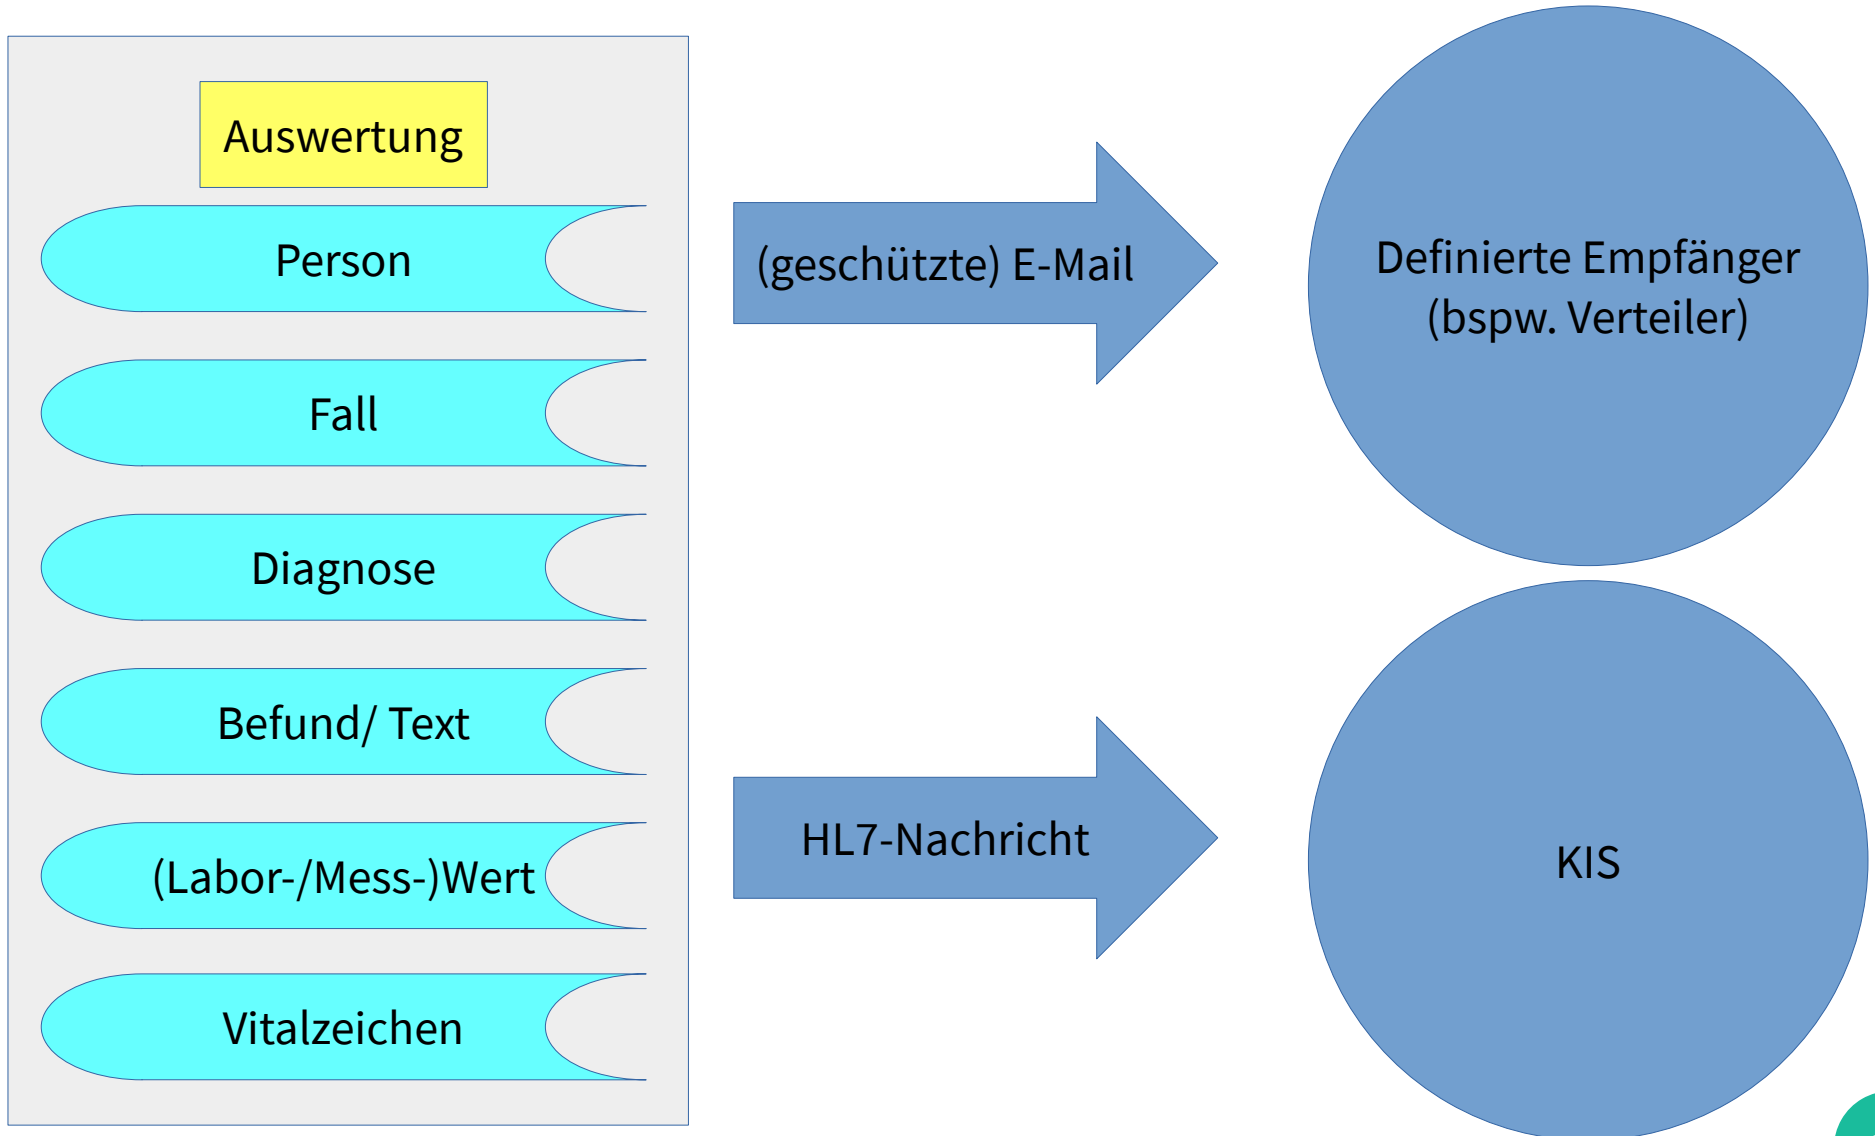 Auswertung
Person
Fall
Diagnose
Befund/ Text
(Labor-/Mess-)Wert
Vitalzeichen
(geschützte) E-Mail
HL7-Nachricht
Definierte Empfänger
(bspw. Verteiler)
KIS